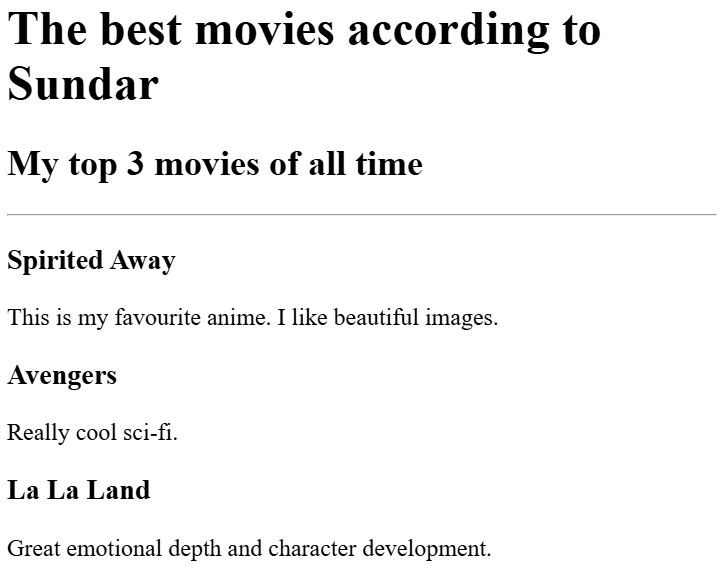 The best movies according to
Sundar
My top 3 movies of all time
Spirited Away
This is my favourite anime. I like beautiful images.
Avengers
Really cool sci-fi.
La La Land
Great emotional depth and character development.